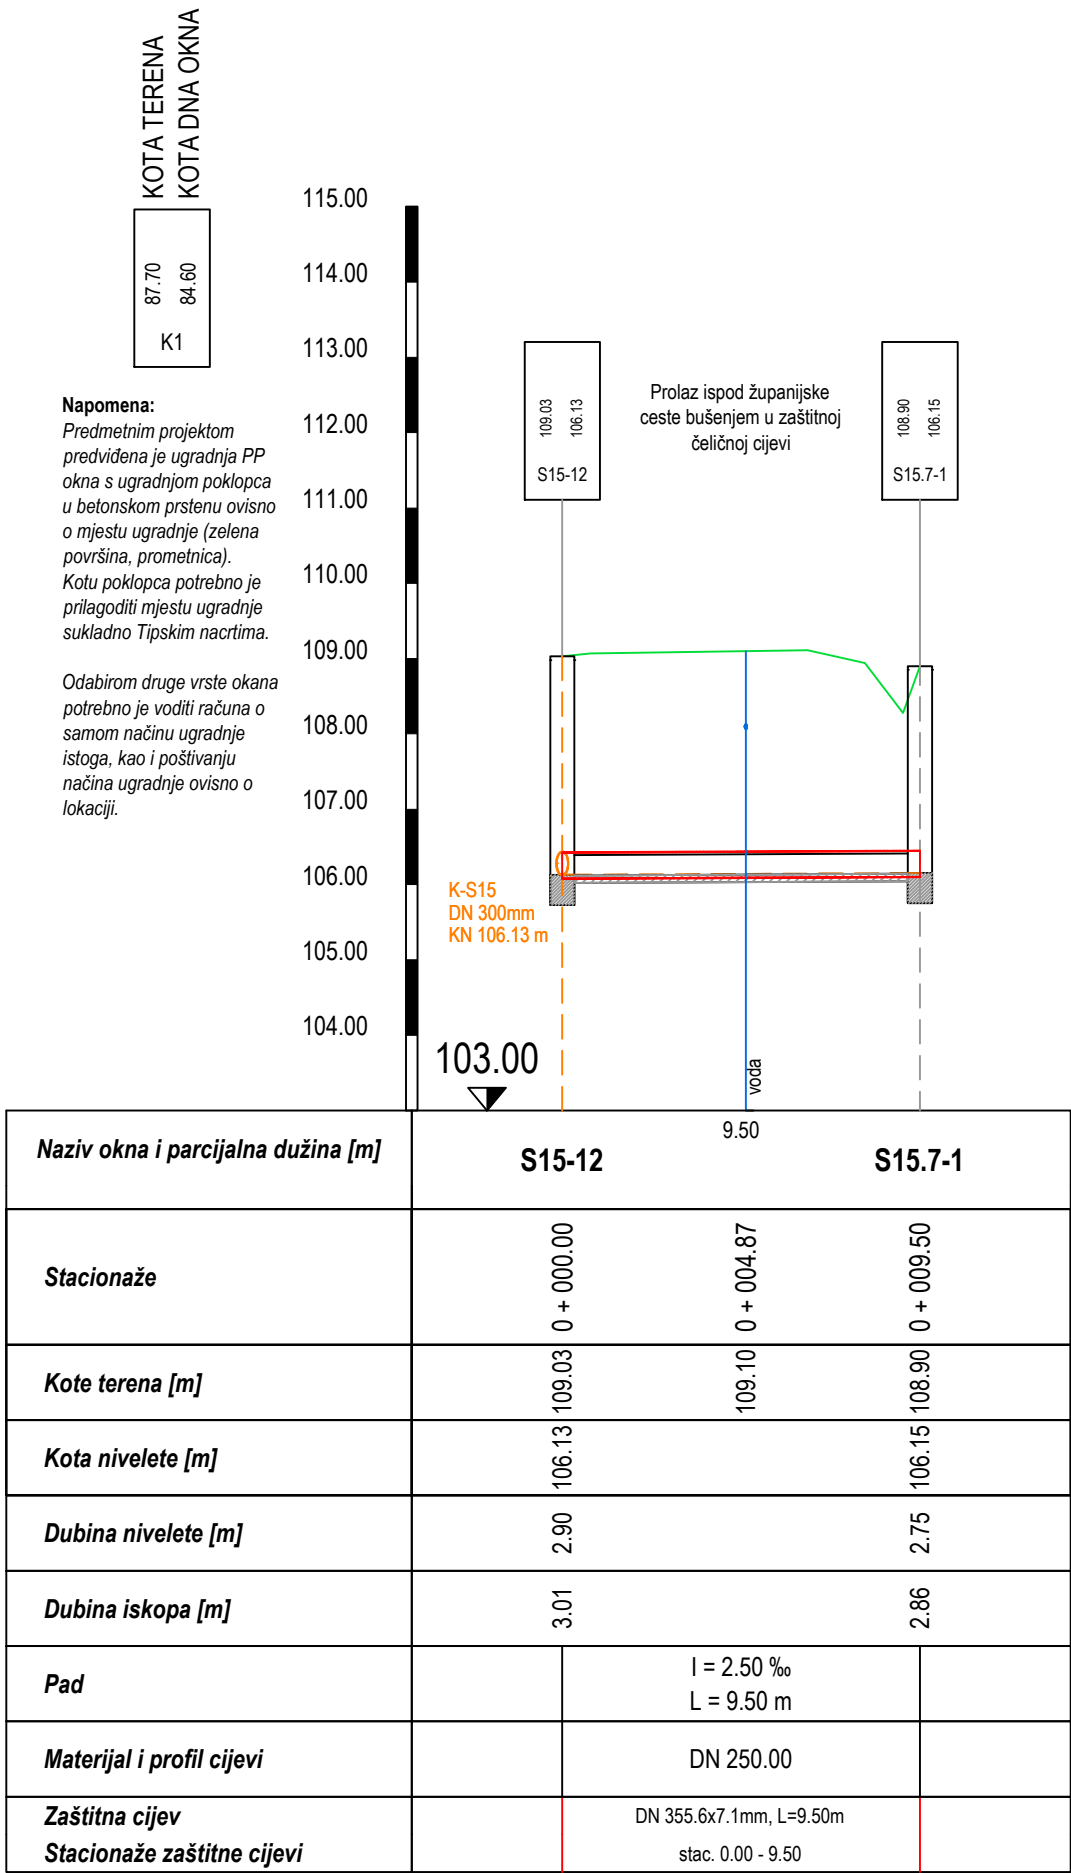 KOTA TERENA
KOTA DNA OKNA
87.70
84.60
K1
Napomena:
Predmetnim projektom
predviđena je ugradnja PP
okna s ugradnjom poklopca
u betonskom prstenu ovisno
o mjestu ugradnje (zelena
površina, prometnica).
Kotu poklopca potrebno je
prilagoditi mjestu ugradnje
sukladno Tipskim nacrtima.
Odabirom druge vrste okana
potrebno je voditi računa o
samom načinu ugradnje
istoga, kao i poštivanju
načina ugradnje ovisno o
lokaciji.
115.00
114.00
113.00
112.00
111.00
110.00
109.00
108.00
107.00
106.00
105.00
104.00
103.00
109.03
106.13
S15-12
Prolaz ispod županijske
ceste bušenjem u zaštitnoj
čeličnoj cijevi
108.90
106.15
S15.7-1
K-S15
DN 300mm
KN 106.13 m
voda
Naziv okna i parcijalna dužina [m]
S15-12
9.50
S15.7-1
Stacionaže
0 + 000.00
0 + 004.87
0 + 009.50
Kote terena [m]
109.03
109.10
108.90
Kota nivelete [m]
106.13
106.15
Dubina nivelete [m]
2.90
2.75
Dubina iskopa [m]
3.01
2.86
Pad
I = 2.50 ‰
L = 9.50 m
Materijal i profil cijevi
DN 250.00
Zaštitna cijev
DN 355.6x7.1mm, L=9.50m
Stacionaže zaštitne cijevi
stac. 0.00 - 9.50